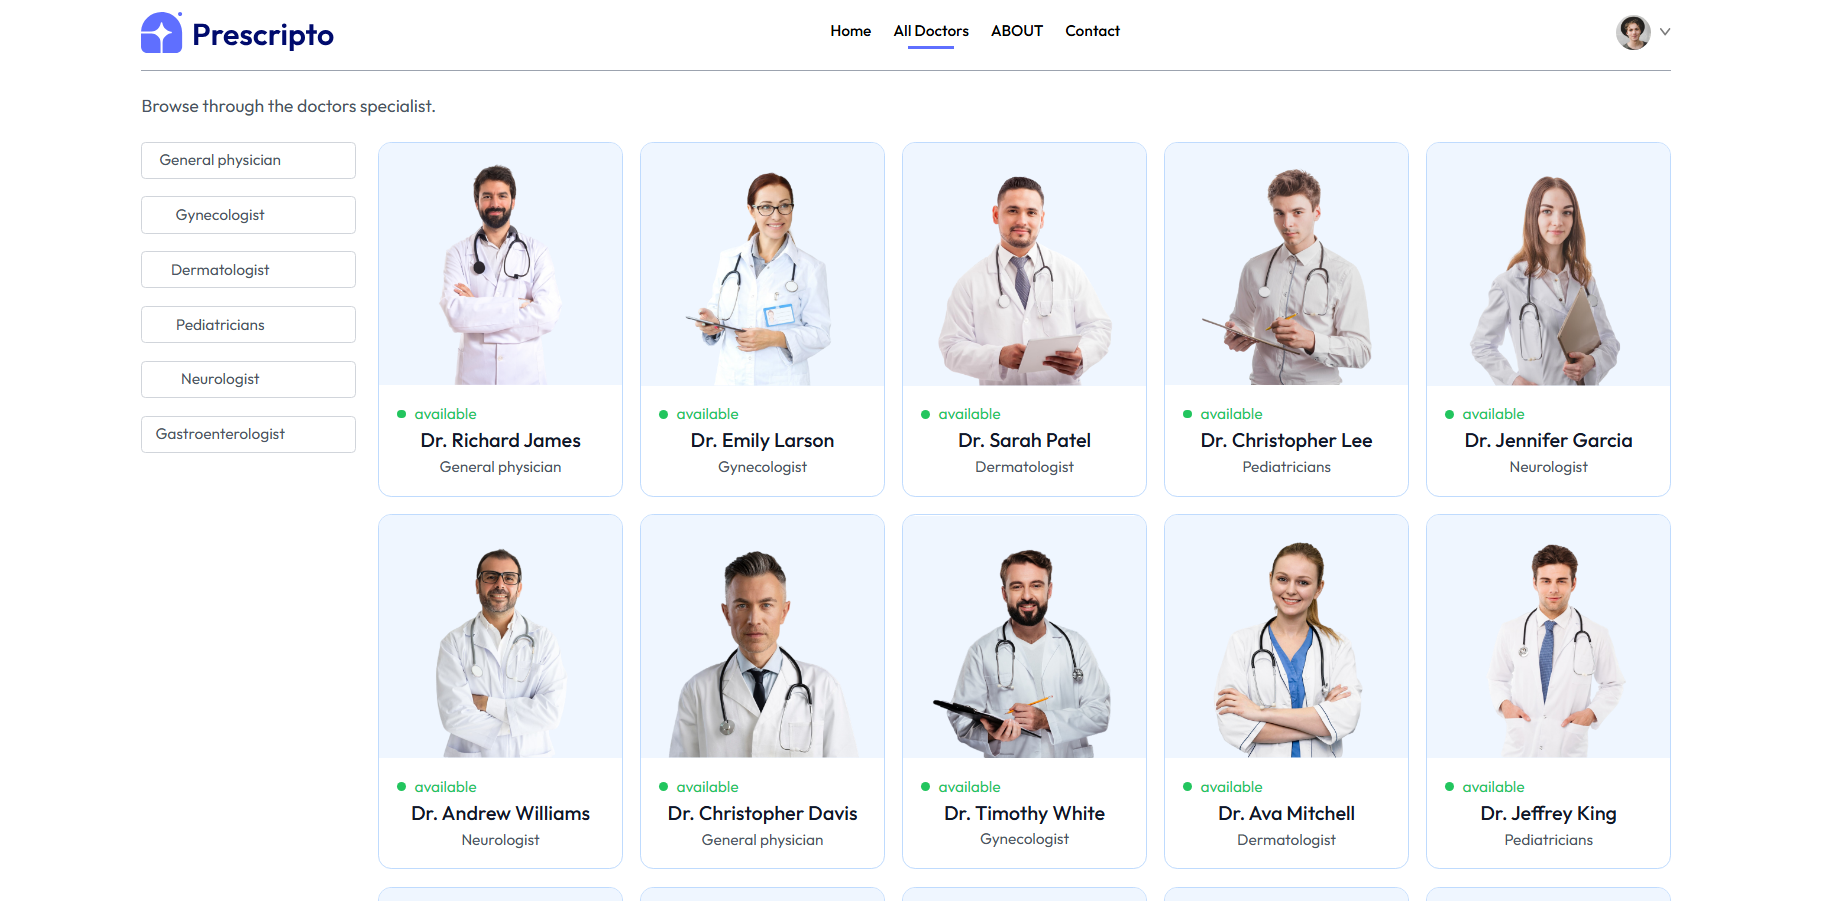 Prescripto
Home All Doctors ABOUT Contact
Browse through the doctors specialist.
General physician
Gynecologist
Dermatologist
Pediatricians
Neurologist
Gastroenterologist
available available available available available
Dr. Richard James Dr. Emily Larson Dr. Sarah Patel Dr. Christopher Lee Dr. Jennifer Garcia
General physician Gynecologist Dermatologist Pediatricians Neurologist
available available available available available
Dr. Andrew Williams Dr. Christopher Davis Dr. Timothy White Dr. Ava Mitchell Dr. Jeffrey King
Neurologist General physician Gynecologist Dermatologist Pediatricians